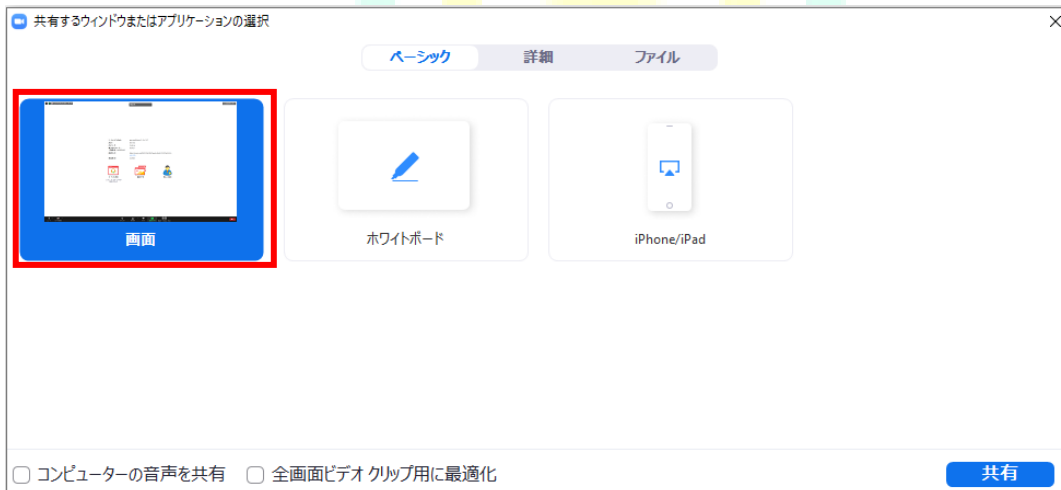 共有するウィンドウまたはアプリケーションの選択
ベーシック 詳細 ファイル
画面 ホワイトボード iPhone/iPad
コンピューターの音声を共有 全画面ビデオ クリップ用に最適化 共有